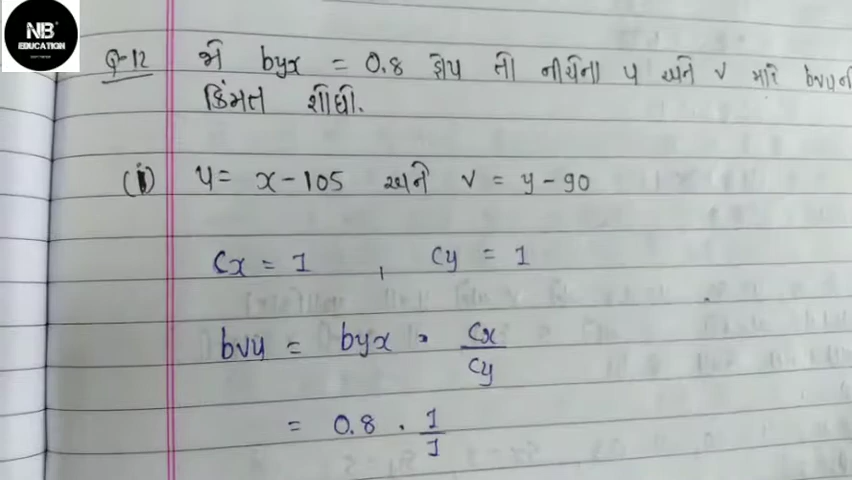 NB
EDUCATION
Q-12 જો byx = 0.8 હોય તો નીચેના u અને v માટે bvuની
કિંમત શોધો.
(i) u = x - 105 અને v = y - 90
Cx = 1 , Cy = 1
bvu = byx · Cx
Cy
= 0.8 · 1
1